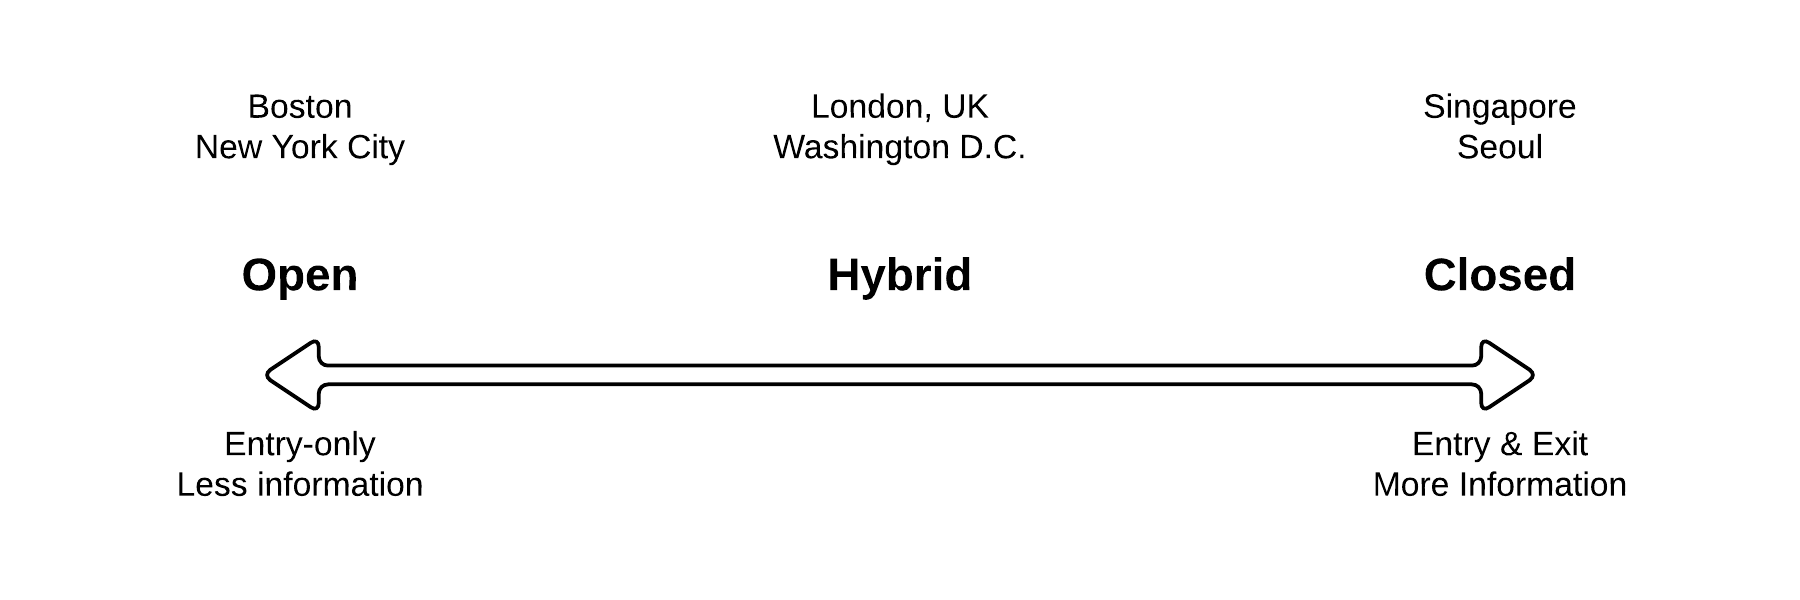 Boston
New York City
London, UK
Washington D.C.
Singapore
Seoul
Open
Hybrid
Closed
Entry-only
Less information
Entry & Exit
More Information